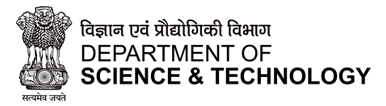 विज्ञान एवं प्रौद्योगिकी विभाग
DEPARTMENT OF
SCIENCE & TECHNOLOGY
सत्यमेव जयते